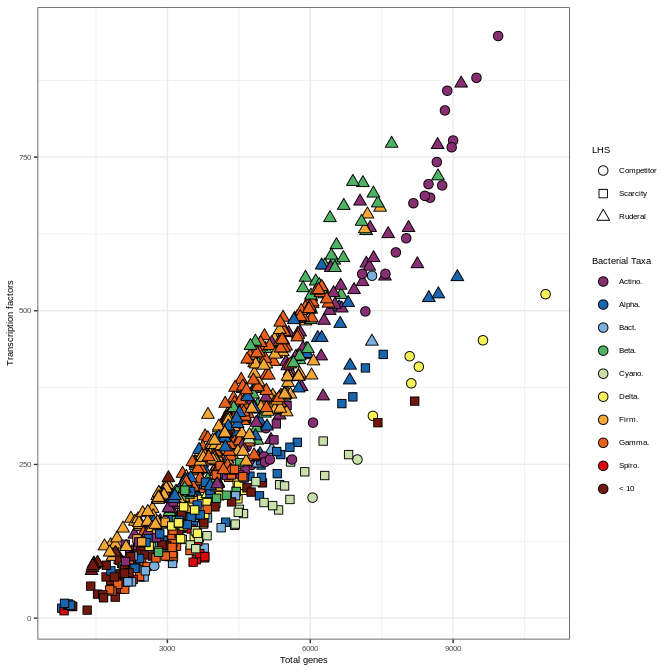 Transcription factors
750
500
250
0
3000
6000
9000
Total genes
LHS
Competitor
Scarcity
Ruderal
Bacterial Taxa
Actino.
Alpha.
Bact.
Beta.
Cyano.
Delta.
Firm.
Gamma.
Spiro.
< 10